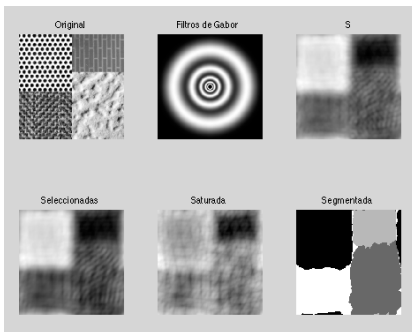 Original
Filtros de Gabor
S
Seleccionadas
Saturada
Segmentada